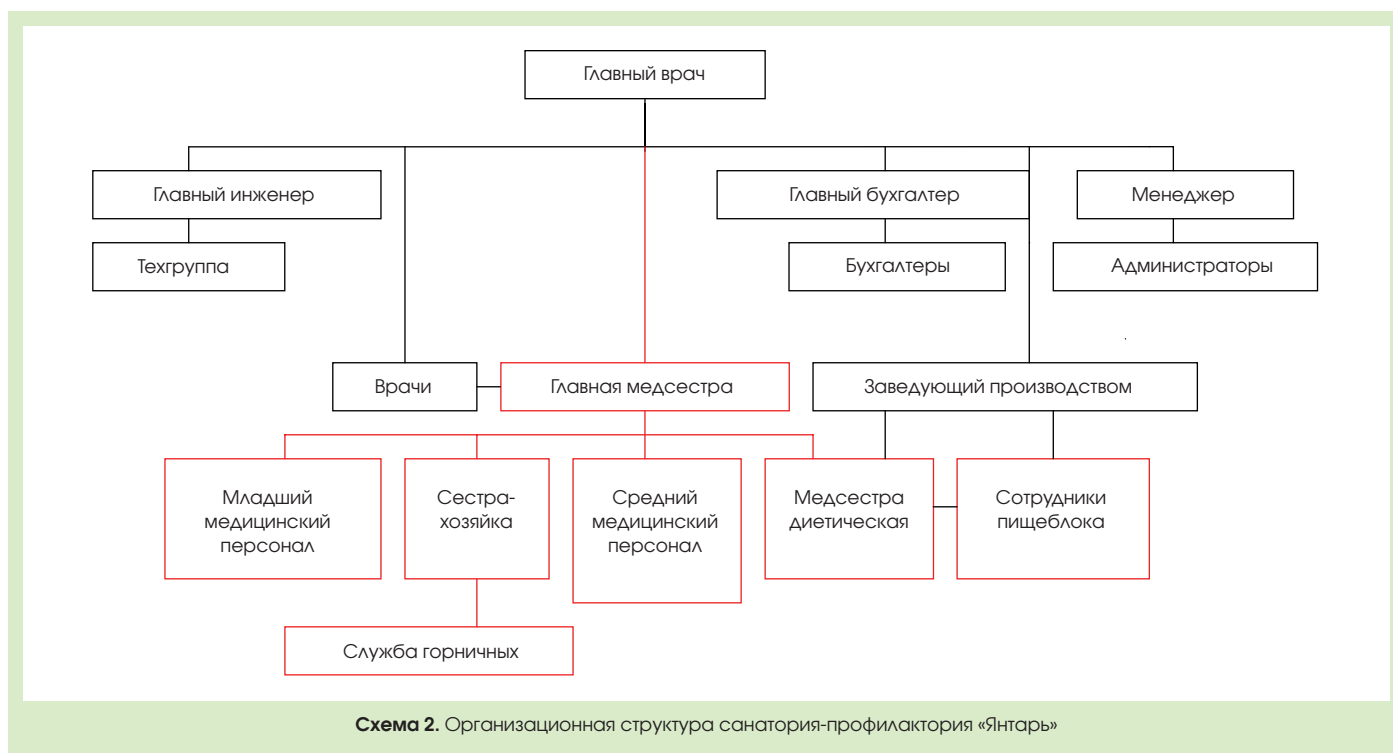 Главный врач
Главный инженер
Главный бухгалтер
Менеджер
Техгруппа
Бухгалтеры
Администраторы
Врачи
Главная медсестра
Заведующий производством
Младший
медицинский
персонал
Сестра-
хозяйка
Средний
медицинский
персонал
Медсестра
диетическая
Сотрудники
пищеблока
Служба горничных
Схема 2. Организационная структура санатория-профилактория «Янтарь»